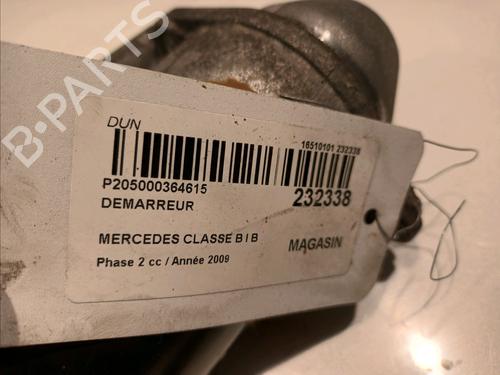 DUN
16510101 232338
P205000364615
DEMARREUR
232338
MERCEDES CLASSE B I B
MAGASIN
Phase 2 cc / Année 2009
B-PARTS